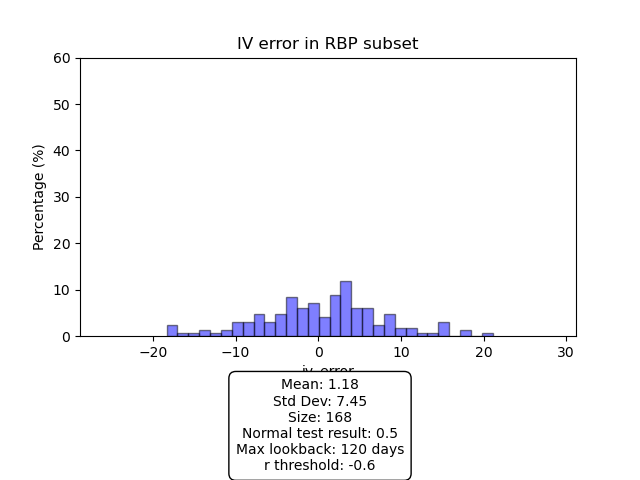 IV error in RBP subset
60
50
40
30
20
10
0
Percentage (%)
−20
−10
0
10
20
30
iv_error
Mean: 1.18
Std Dev: 7.45
Size: 168
Normal test result: 0.5
Max lookback: 120 days
r threshold: -0.6